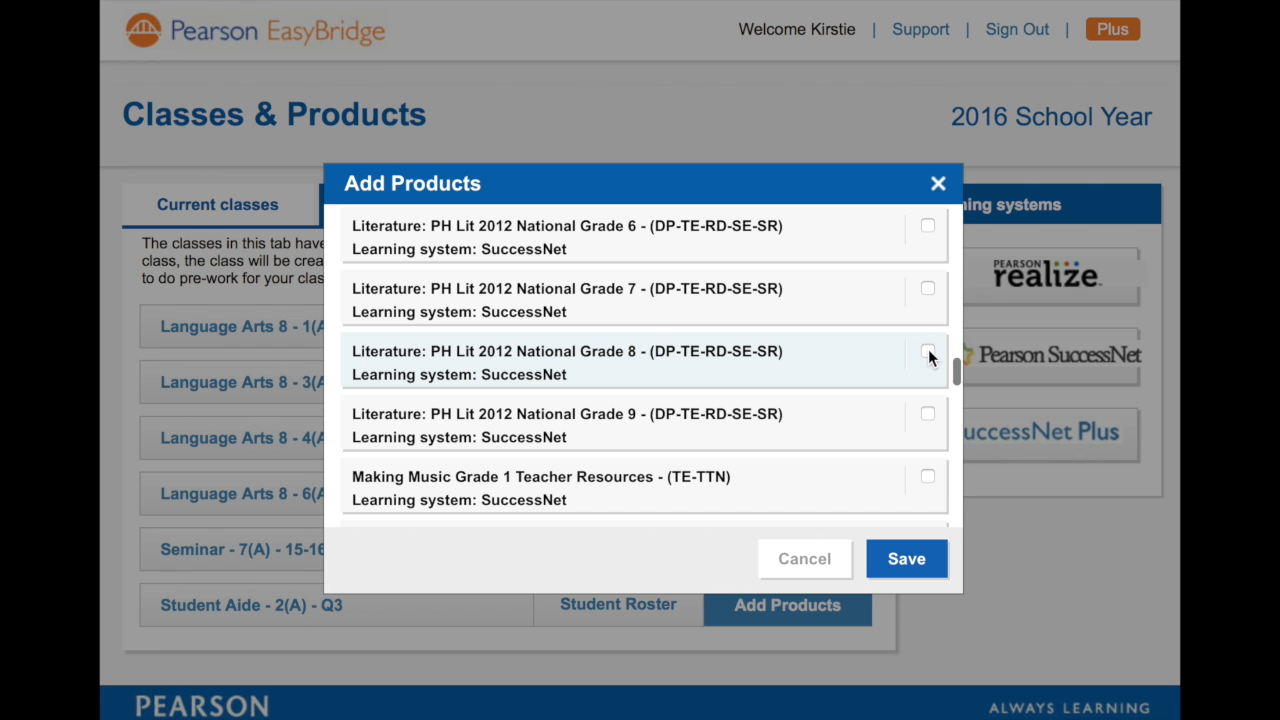 Pearson EasyBridge
Welcome Kirstie | Support | Sign Out | Plus
Classes & Products
2016 School Year
Add Products
Current classes
ning systems
The classes in this tab have
class, the class will be crea
to do pre-work for your clas
Literature: PH Lit 2012 National Grade 6 - (DP-TE-RD-SE-SR)
Learning system: SuccessNet
Literature: PH Lit 2012 National Grade 7 - (DP-TE-RD-SE-SR)
Learning system: SuccessNet
Literature: PH Lit 2012 National Grade 8 - (DP-TE-RD-SE-SR)
Learning system: SuccessNet
Literature: PH Lit 2012 National Grade 9 - (DP-TE-RD-SE-SR)
Learning system: SuccessNet
Making Music Grade 1 Teacher Resources - (TE-TTN)
Learning system: SuccessNet
Cancel
Save
Language Arts 8 - 1(A
Language Arts 8 - 3(A
Language Arts 8 - 4(A
Language Arts 8 - 6(A
Seminar - 7(A) - 15-16
Student Aide - 2(A) - Q3
Student Roster
Add Products
PEARSON
realize.
Pearson SuccessNet
uccessNet Plus
PEARSON
ALWAYS LEARNING